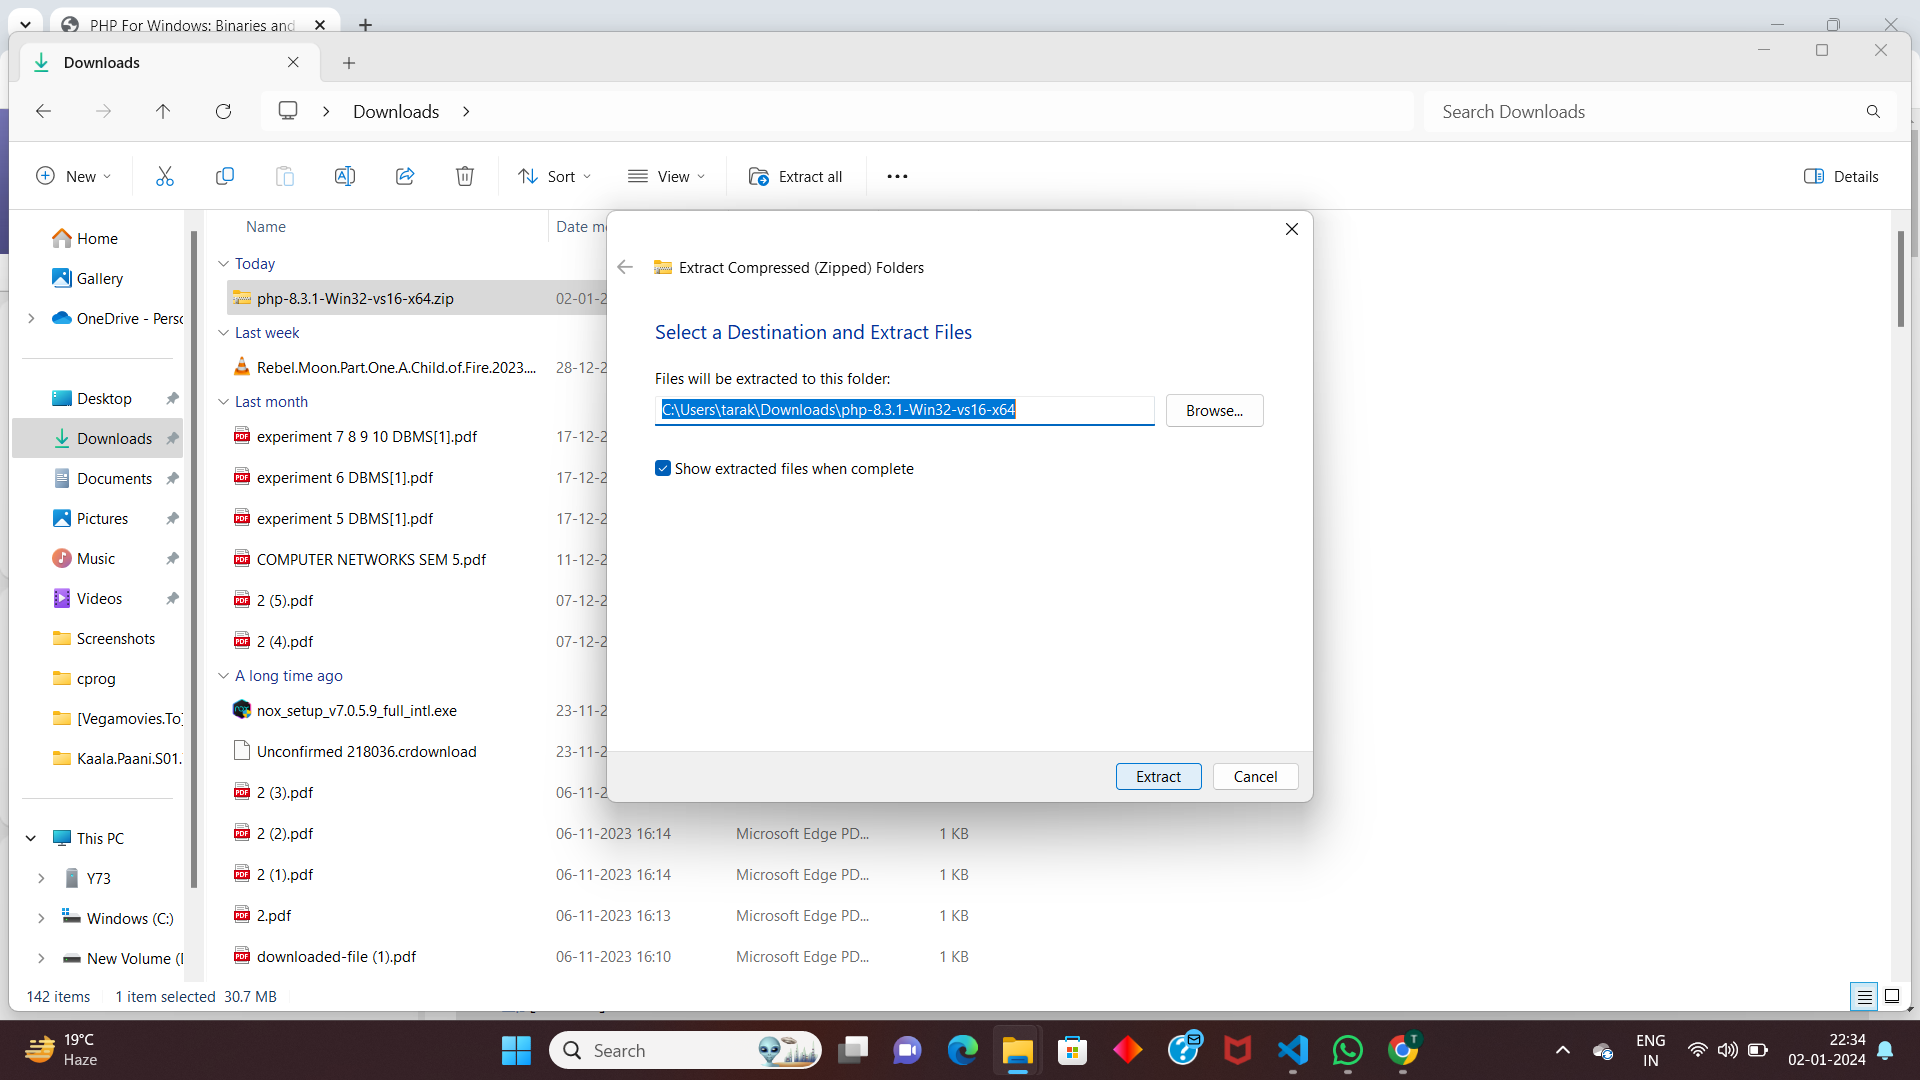 PHP For Windows: Binaries and
Downloads
Downloads
Search Downloads
New
Sort
View
Extract all
Details
Home
Gallery
OneDrive - Perso
Desktop
Downloads
Documents
Pictures
Music
Videos
Screenshots
cprog
[Vegamovies.To]
Kaala.Paani.S01.
This PC
Y73
Windows (C:)
New Volume (
Name
Date mo
Today
php-8.3.1-Win32-vs16-x64.zip 02-01-2
Last week
Rebel.Moon.Part.One.A.Child.of.Fire.2023.... 28-12-2
Last month
experiment 7 8 9 10 DBMS[1].pdf 17-12-2
experiment 6 DBMS[1].pdf 17-12-2
experiment 5 DBMS[1].pdf 17-12-2
COMPUTER NETWORKS SEM 5.pdf 11-12-2
2 (5).pdf 07-12-2
2 (4).pdf 07-12-2
A long time ago
nox_setup_v7.0.5.9_full_intl.exe 23-11-2
Unconfirmed 218036.crdownload 23-11-2
2 (3).pdf 06-11-2
2 (2).pdf 06-11-2023 16:14 Microsoft Edge PD... 1 KB
2 (1).pdf 06-11-2023 16:14 Microsoft Edge PD... 1 KB
2.pdf 06-11-2023 16:13 Microsoft Edge PD... 1 KB
downloaded-file (1).pdf 06-11-2023 16:10 Microsoft Edge PD... 1 KB
Extract Compressed (Zipped) Folders
Select a Destination and Extract Files
Files will be extracted to this folder:
C:\Users\tarak\Downloads\php-8.3.1-Win32-vs16-x64
Browse...
Show extracted files when complete
Extract
Cancel
142 items 1 item selected 30.7 MB
19°C
Haze
Search
T
ENG
IN
22:34
02-01-2024